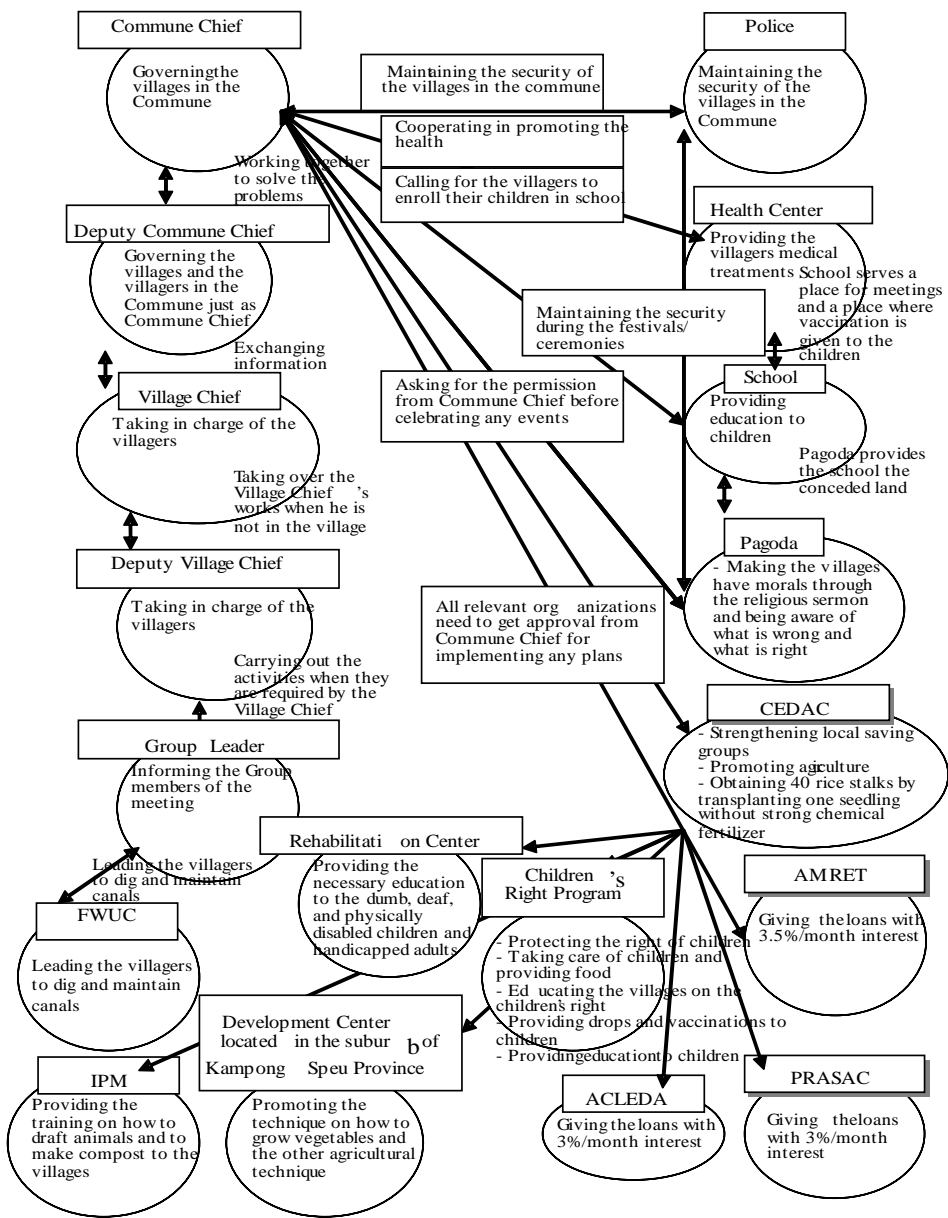 Commune Chief
Governingthe
villages in the
Commune
Maintaining the security of
the villages in the commune
Police
Maintaining the
security of the
villages in the
Commune
Cooperating in promoting the
health
Calling for the villagers to
enroll their children in school
Working together
to solve the
problems
Deputy Commune Chief
Governing the
villages and the
villagers in the
Commune just as
Commune Chief
Health Center
Providing the
villagers medical
treatments
School serves a
place for meetings
and a place where
vaccination is
given to the
children
Maintaining the security
during the festivals/
ceremonies
Exchanging
information
Village Chief
Taking in charge of the
villagers
Asking for the permission
from Commune Chief before
celebrating any events
School
Providing
education to
children
Pagoda provides
the school the
conceded land
Taking over the
Village Chief 's
works when he is
not in the village
Deputy Village Chief
Taking in charge of the
villagers
Pagoda
- Making the villages
have morals through
the religious sermon
and being aware of
what is wrong and
what is right
All relevant org anizations
need to get approval from
Commune Chief for
implementing any plans
Carrying out the
activities when they
are required by the
Village Chief
Group Leader
Informing the Group
members of the
meeting
CEDAC
- Strengthening local saving
groups
- Promoting agriculture
- Obtaining 40 rice stalks by
transplanting one seedling
without strong chemical
fertilizer
Leading the villagers
to dig and maintain
canals
Rehabilitati on Center
Providing the
necessary education
to the dumb, deaf,
and physically
disabled children and
handicapped adults
Children 's
Right Program
- Protecting the right of children
- Taking care of children and
providing food
- Ed ucating the villages on the
children's right
- Providing drops and vaccinations to
children
- Providingeducationto children
AMRET
Giving theloans with
3.5%/month interest
FWUC
Leading the villagers
to dig and maintain
canals
Development Center
located in the subur b of
Kampong Speu Province
Promoting the
technique on how to
grow vegetables and
the other agricultural
technique
IPM
Providing the
training on how to
draft animals and to
make compost to the
villages
ACLEDA
Giving theloans with
3%/month interest
PRASAC
Giving theloans
with 3%/month
interest